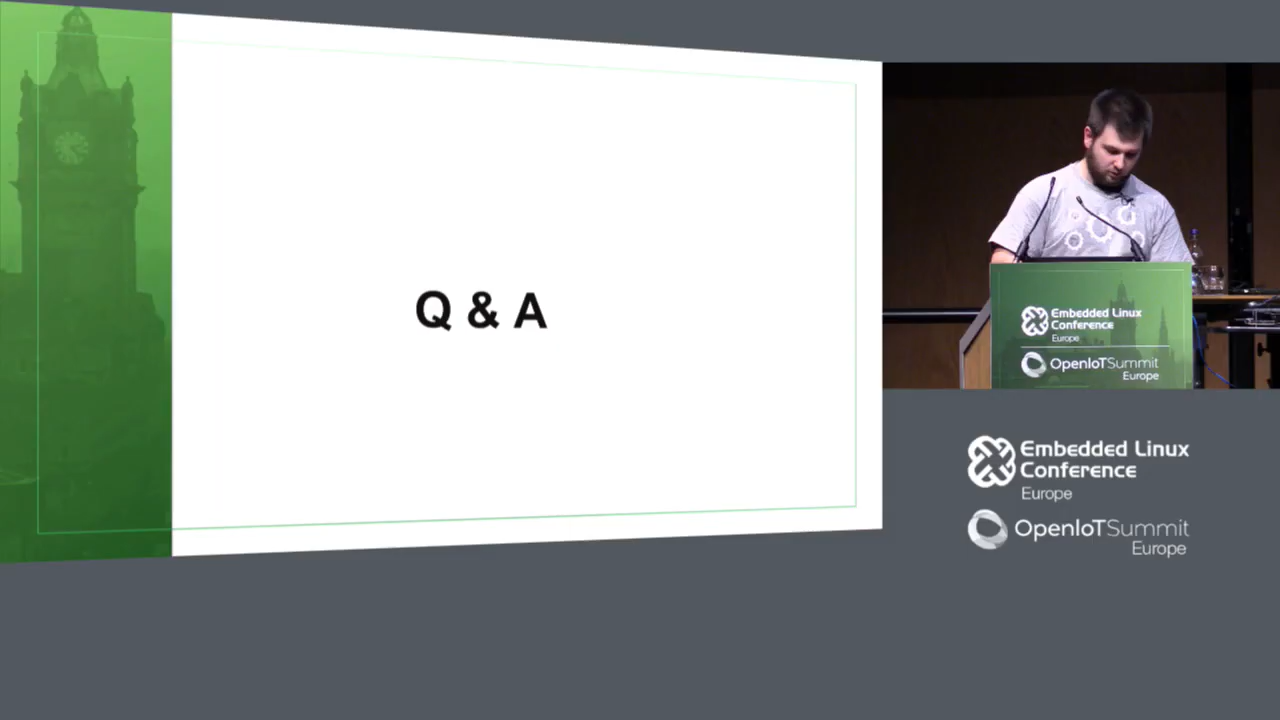 Q & A
Embedded Linux
Conference
Europe
OpenIoTSummit
Europe
Embedded Linux
Conference
Europe
OpenIoTSummit
Europe